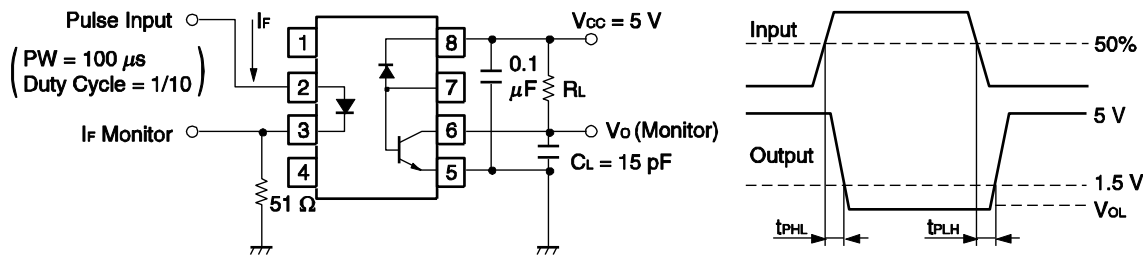 Pulse Input
IF
(PW = 100 μs
Duty Cycle = 1/10)
IF Monitor
51 Ω
1
2
3
4
8
7
6
5
VCC = 5 V
0.1
μF
RL
VO (Monitor)
CL = 15 pF
Input
50%
5 V
Output
1.5 V
VOL
tPHL
tPLH